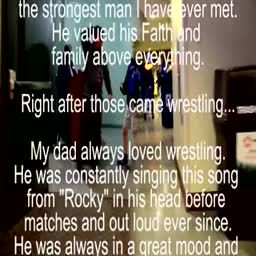 the strongest man I have ever met.
He valued his Faith and
family above everything.
Right after those came wrestling...
My dad always loved wrestling.
He was constantly singing this song
from "Rocky" in his head before
matches and out loud ever since.
He was always in a great mood and